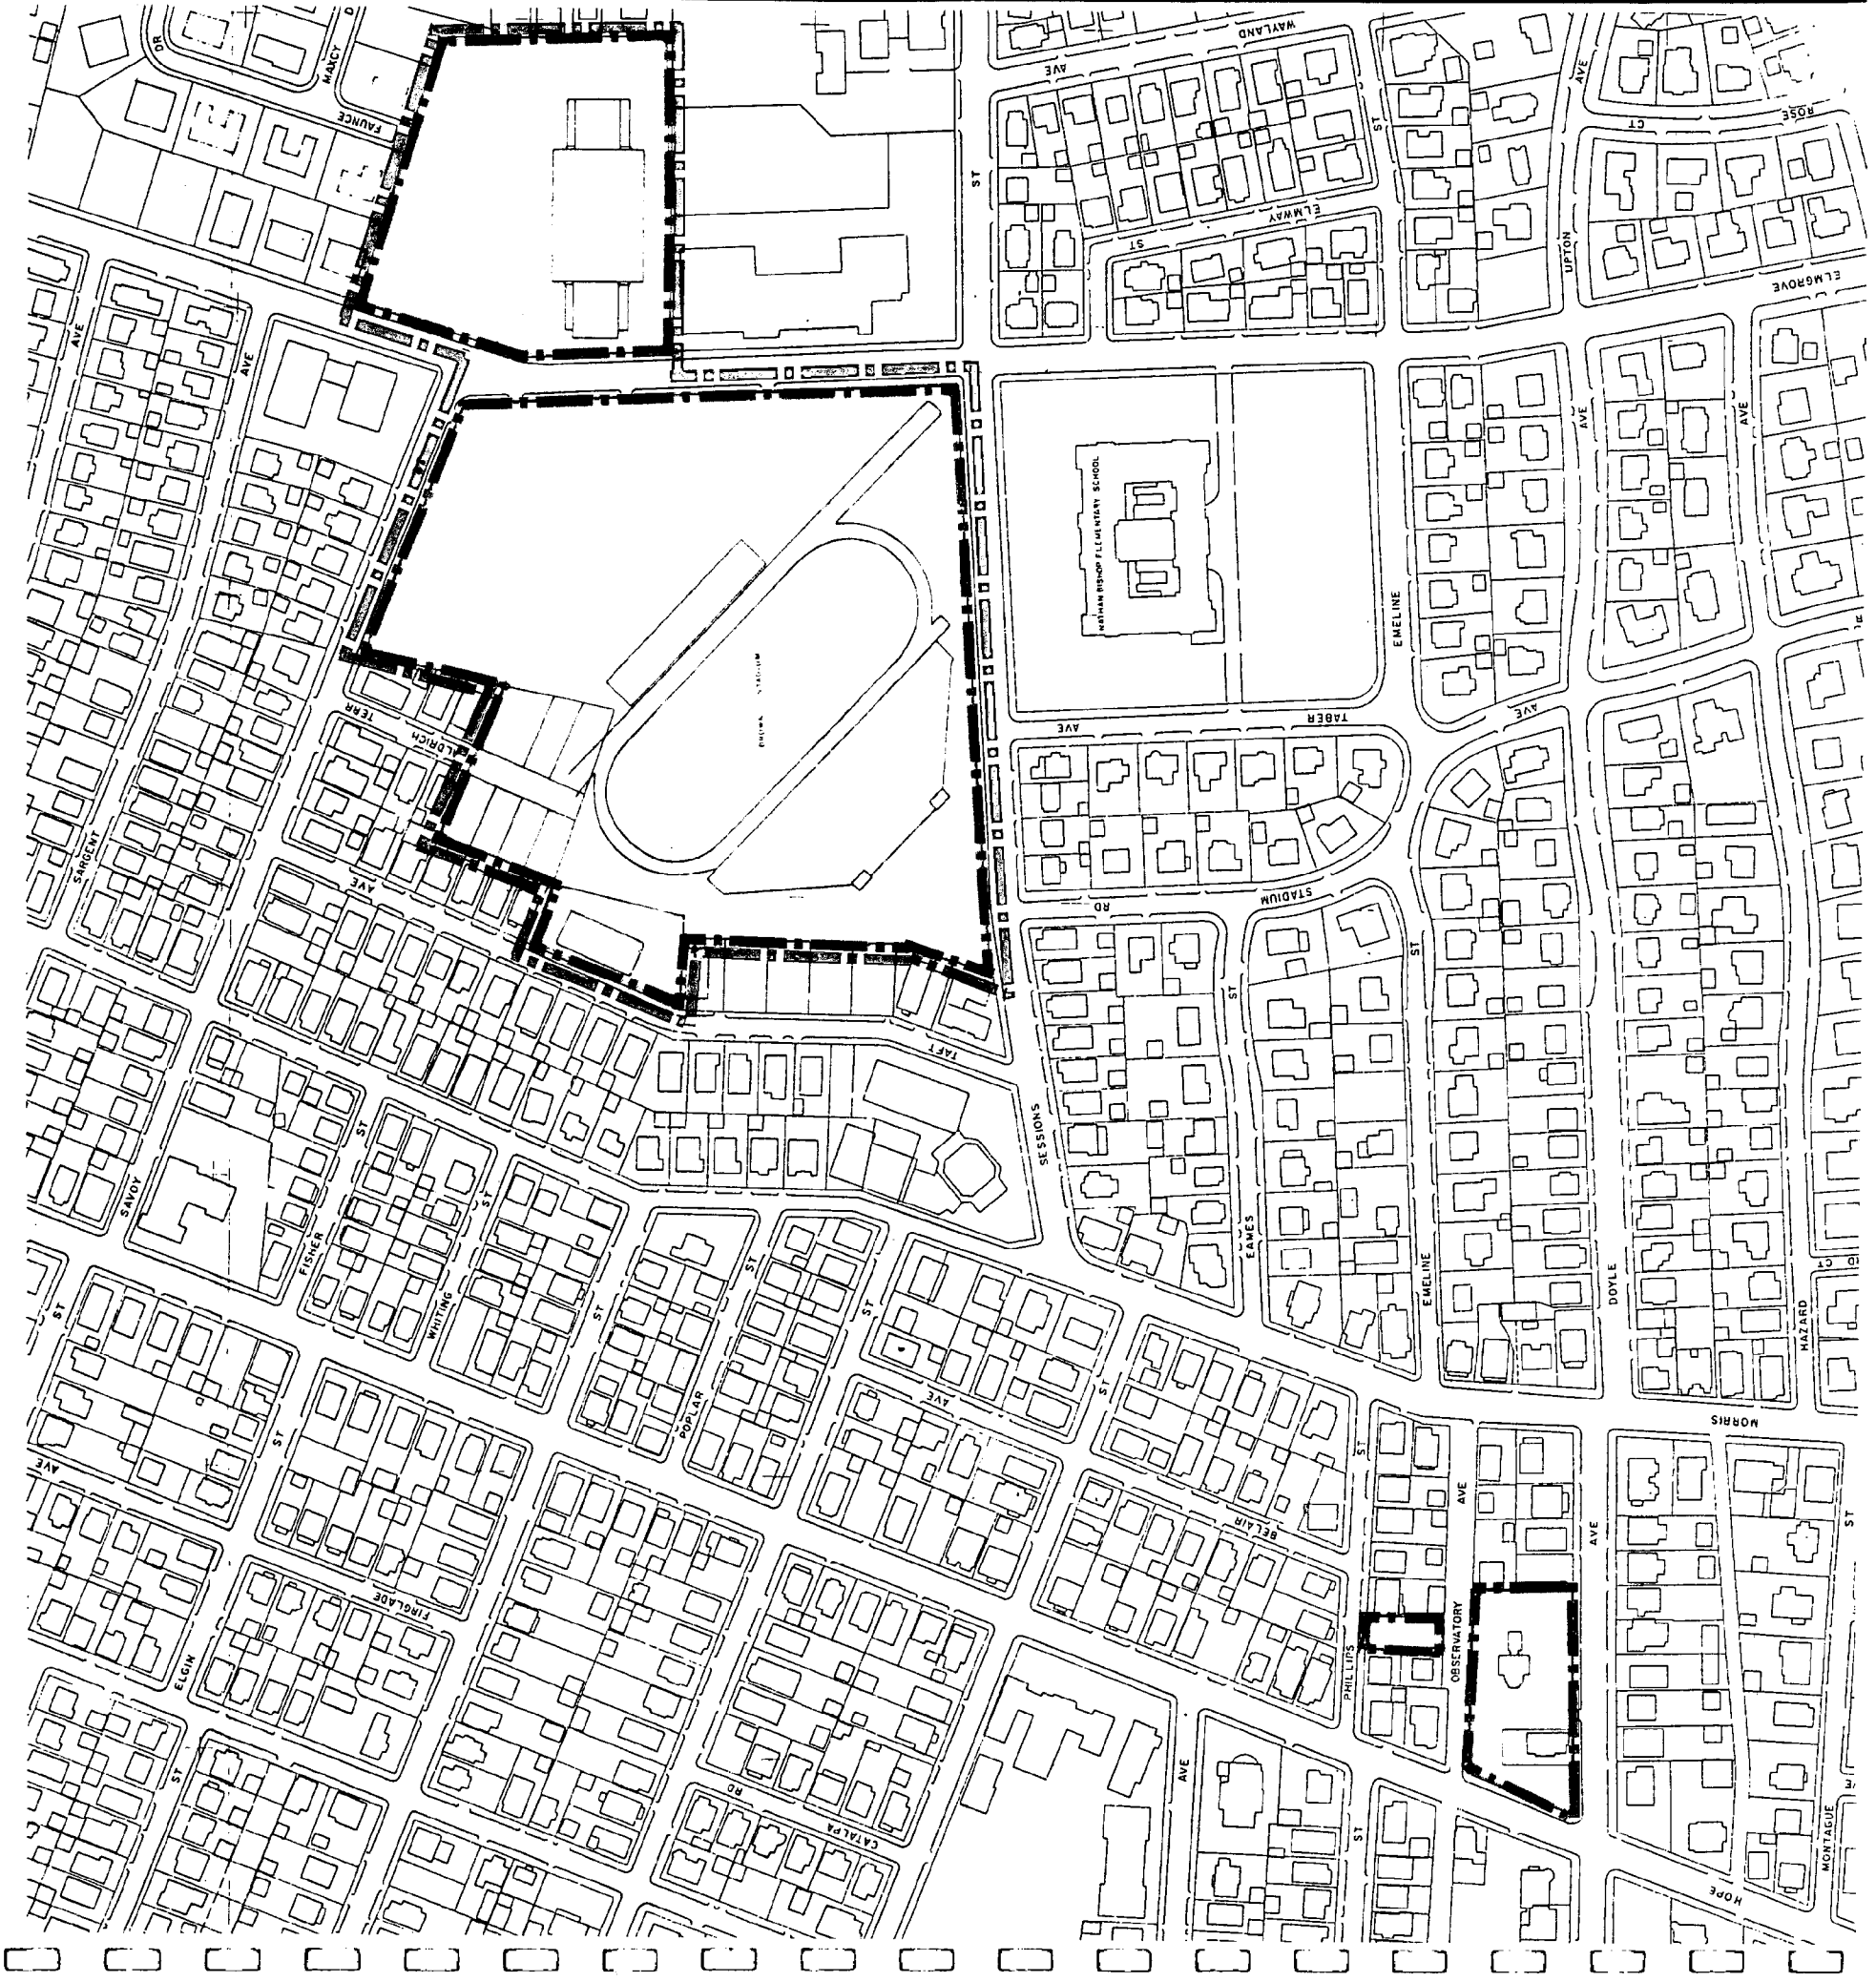 DR
MAXCY
FAUNCE
WAYLAND
AVE
ST
ELMWAY
ST
ST
AVE
UPTON
CT
ROSE
ELMGROVE
AVE
AVE
SARGENT
TERR
ALDRICH
AVE
STADIUM
NATHAN BISHOP ELEMENTARY SCHOOL
EMELINE
AVE
AVE
AVE
TABER
AVE
STADIUM
RD
ST
ST
TAFT
SESSIONS
EAMES
EMELINE
DOYLE
HAZARD
CT
SAVOY
ST
FISHER
ST
WHITING
ST
ST
POPLAR
ST
ST
AVE
ST
BELAIR
ST
AVE
MORRIS
ST
AVE
ST
AVE
ELGIN
ST
FIRGLADE
RD
CATALPA
AVE
PHILLIPS
ST
OBSERVATORY
HOPE
MONTAGUE